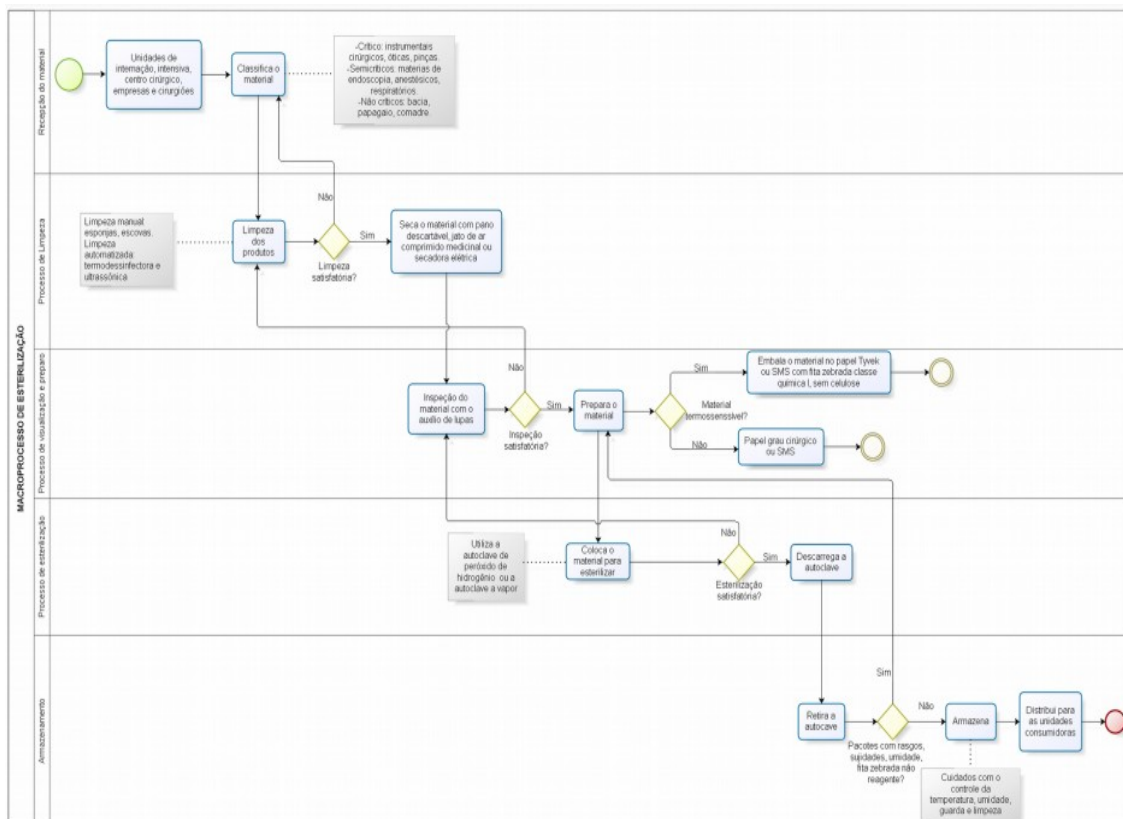 MACROPROCESSO DE ESTERILIZAÇÃO
Recepção do material
Unidades de
internação, intensiva,
centro cirúrgico,
empresas e cirurgiões
Classifica o
material
-Crítico: instrumentais
cirúrgicos, óticas, pinças.
-Semicríticos: materias de
endoscopia, anestésicos,
respiratórios.
-Não críticos: bacia,
papagaio, comadre.
Processo de Limpeza
Limpeza manual:
esponjas, escovas.
Limpeza
automatizada:
termodessinfectora e
ultrassônica
Limpeza
dos
produtos
Não
Sim
Limpeza
satisfatória?
Seca o material com pano
descartável, jato de ar
comprimido medicinal ou
secadora elétrica
Processo de visualização e preparo
Inspeção do
material com o
auxílio de lupas
Não
Sim
Inspeção
satisfatória?
Prepara o
material
Sim
Material
termossenssível?
Não
Embala o material no papel Tyvek
ou SMS com fita zebrada classe
química I, sem celulose
Papel grau cirúrgico
ou SMS
Processo de esterilização
Utiliza a
autoclave de
peróxido de
hidrogênio ou a
autoclave a vapor
Coloca o
material para
esterilizar
Não
Sim
Esterilização
satisfatória?
Descarrega a
autoclave
Armazenamento
Retira a
autocave
Sim
Não
Pacotes com rasgos,
sujidades, umidade,
fita zebrada não
reagente?
Armazena
Distribui para
as unidades
consumidoras
Cuidados com o
controle da
temperatura, umidade,
guarda e limpeza